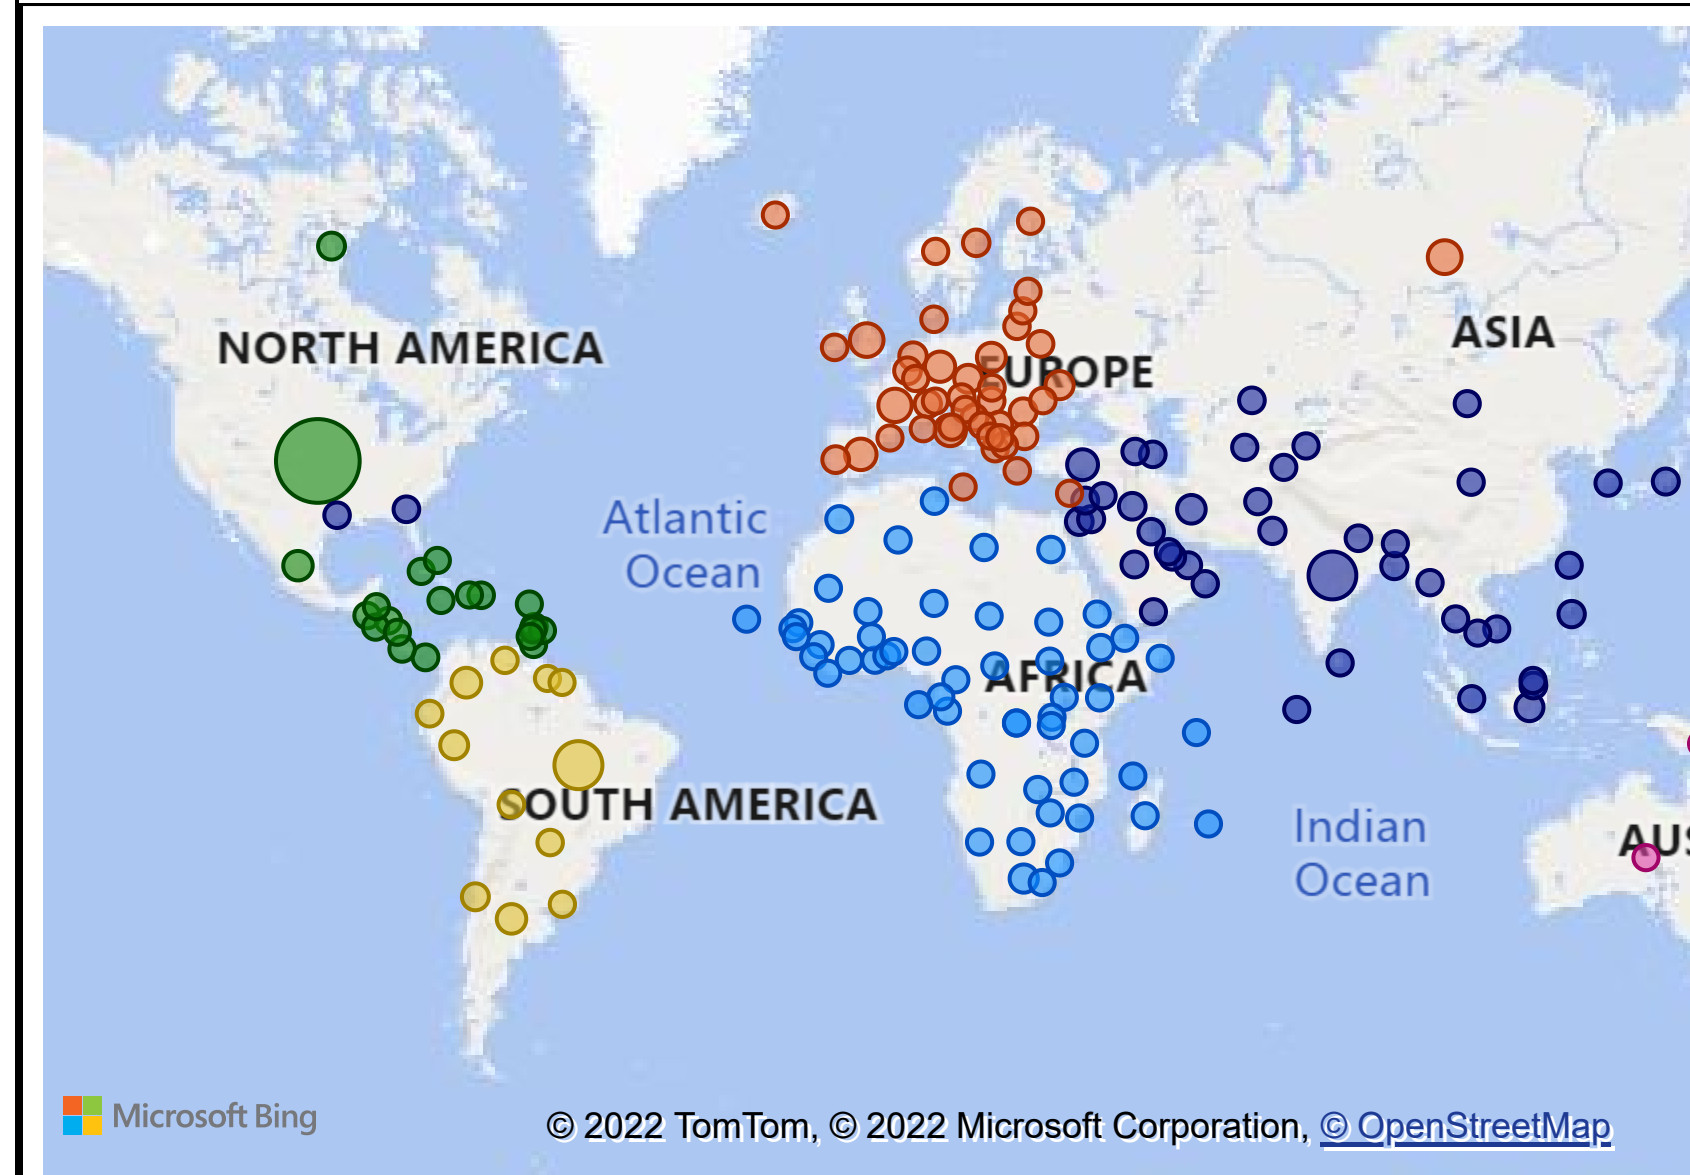 NORTH AMERICA
ASIA
EUROPE
Atlantic
Ocean
AFRICA
SOUTH AMERICA
Indian
Ocean
AUS
Microsoft Bing
© 2022 TomTom, © 2022 Microsoft Corporation, © OpenStreetMap